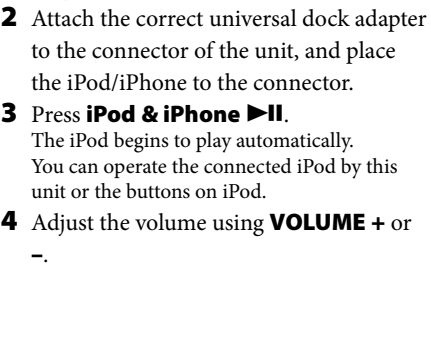 2 Attach the correct universal dock adapter
to the connector of the unit, and place
the iPod/iPhone to the connector.
3 Press iPod & iPhone ►II.
The iPod begins to play automatically.
You can operate the connected iPod by this
unit or the buttons on iPod.
4 Adjust the volume using VOLUME + or
–.